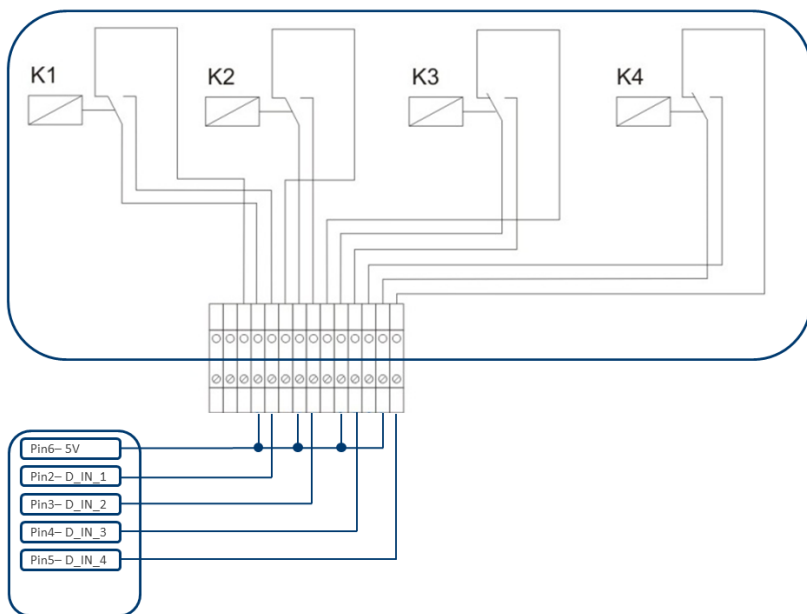 K1
K2
K3
K4
Pin6– 5V
Pin2– D_IN_1
Pin3– D_IN_2
Pin4– D_IN_3
Pin5– D_IN_4